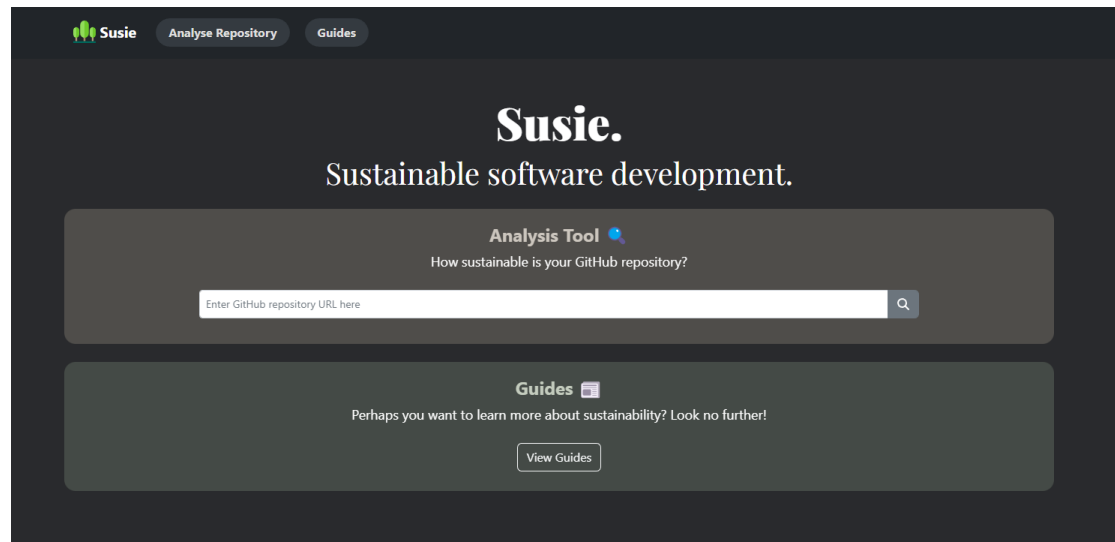 Susie Analyse Repository Guides
Susie.
Sustainable software development.
Analysis Tool
How sustainable is your GitHub repository?
Enter GitHub repository URL here
Guides
Perhaps you want to learn more about sustainability? Look no further!
View Guides